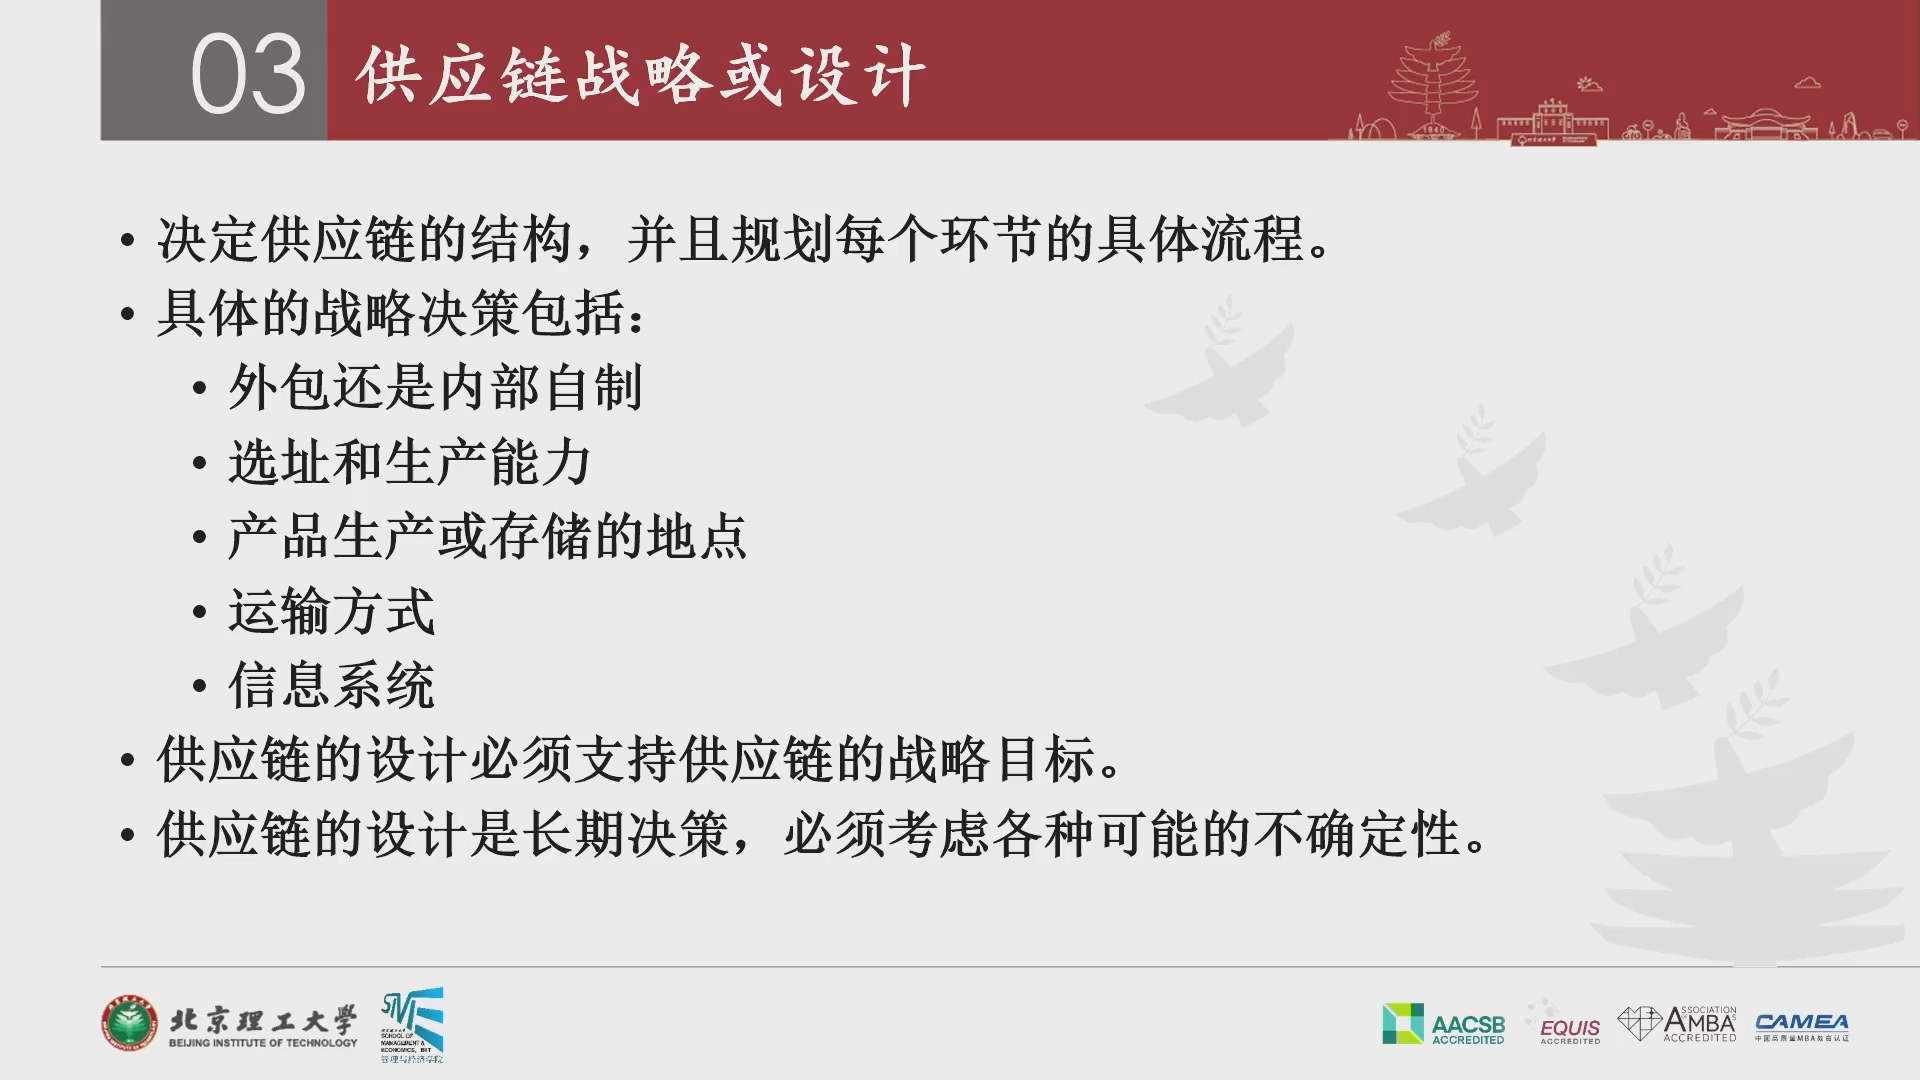 03 供应链战略或设计
1940
• 决定供应链的结构，并且规划每个环节的具体流程。
• 具体的战略决策包括：
• 外包还是内部自制
• 选址和生产能力
• 产品生产或存储的地点
• 运输方式
• 信息系统
• 供应链的设计必须支持供应链的战略目标。
• 供应链的设计是长期决策，必须考虑各种可能的不确定性。
北京理工大学
BEIJING INSTITUTE OF TECHNOLOGY
SCHOOL OF
MANAGEMENT &
ECONOMICS, BIT
管理与经济学院
AACSB
ACCREDITED
EQUIS
ACCREDITED
ASSOCIATION
AMBA
ACCREDITED
CAMEA
中国高质量MBA教育认证